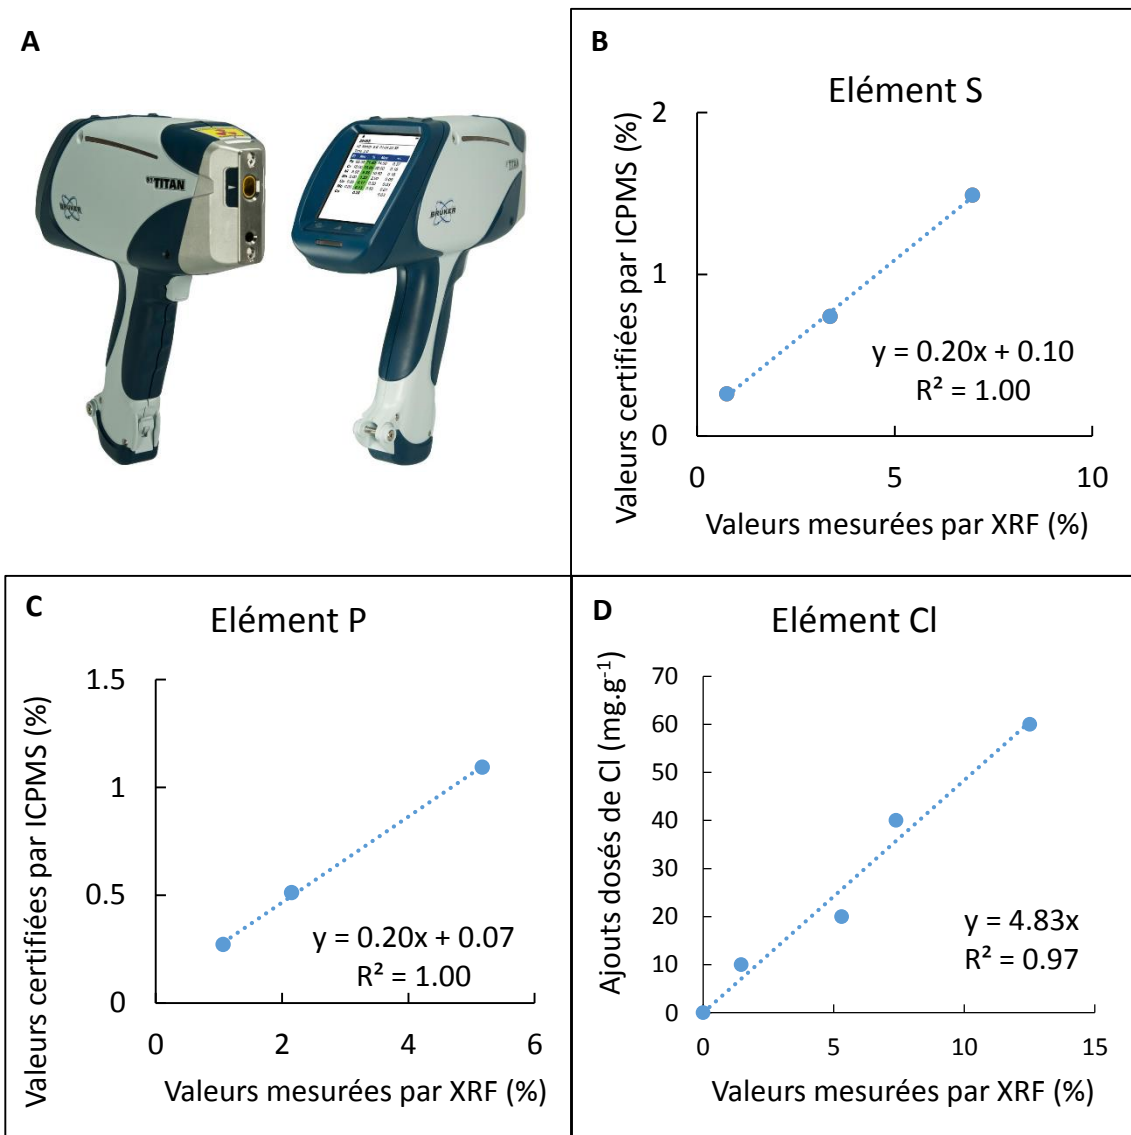 A
TITAN
BRUKER
BRUKER
B
Elément S
Valeurs certifiées par ICPMS (%)
2
1
0
y = 0.20x + 0.10
R² = 1.00
0
5
10
Valeurs mesurées par XRF (%)
C
Elément P
Valeurs certifiées par ICPMS (%)
1.5
1
0.5
0
y = 0.20x + 0.07
R² = 1.00
0
2
4
6
Valeurs mesurées par XRF (%)
D
Elément Cl
Ajouts dosés de Cl (mg.g⁻¹)
70
60
50
40
30
20
10
0
y = 4.83x
R² = 0.97
0
5
10
15
Valeurs mesurées par XRF (%)